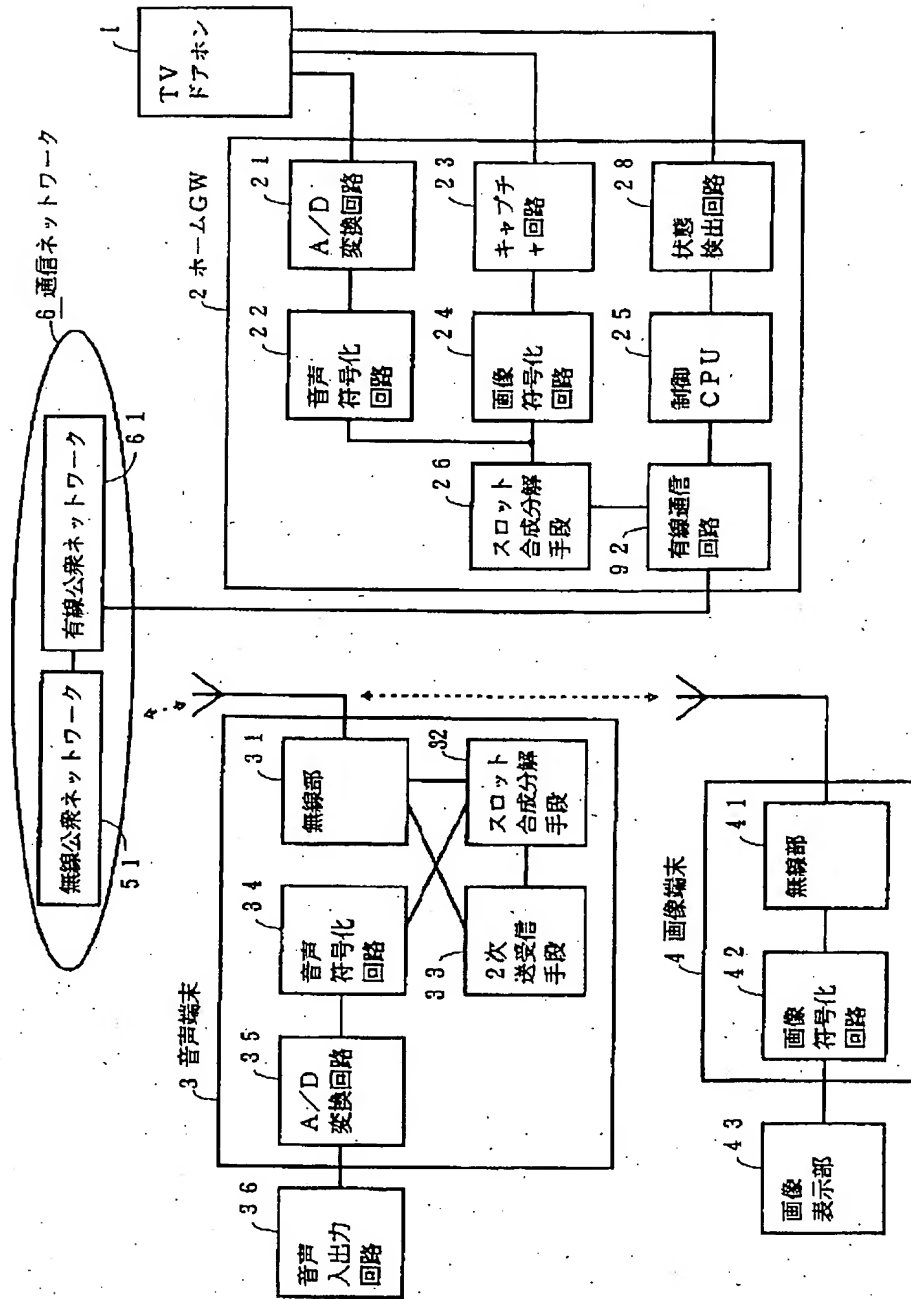 6 通信ネットワーク
無線公衆ネットワーク
51
有線公衆ネットワーク
61
1
TV
ドアホン
2 ホームGW
21
A/D
変換回路
22
音声
符号化
回路
23
キャプチ
ャ回路
24
画像
符号化
回路
26
スロット
合成分解
手段
28
状態
検出回路
25
制御
CPU
92
有線通信
回路
3 音声端末
31
無線部
32
スロット
合成分解
手段
33
2次
送受信
手段
34
音声
符号化
回路
35
A/D
変換回路
36
音声
入出力
回路
4 画像端末
41
無線部
42
画像
符号化
回路
43
画像
表示部